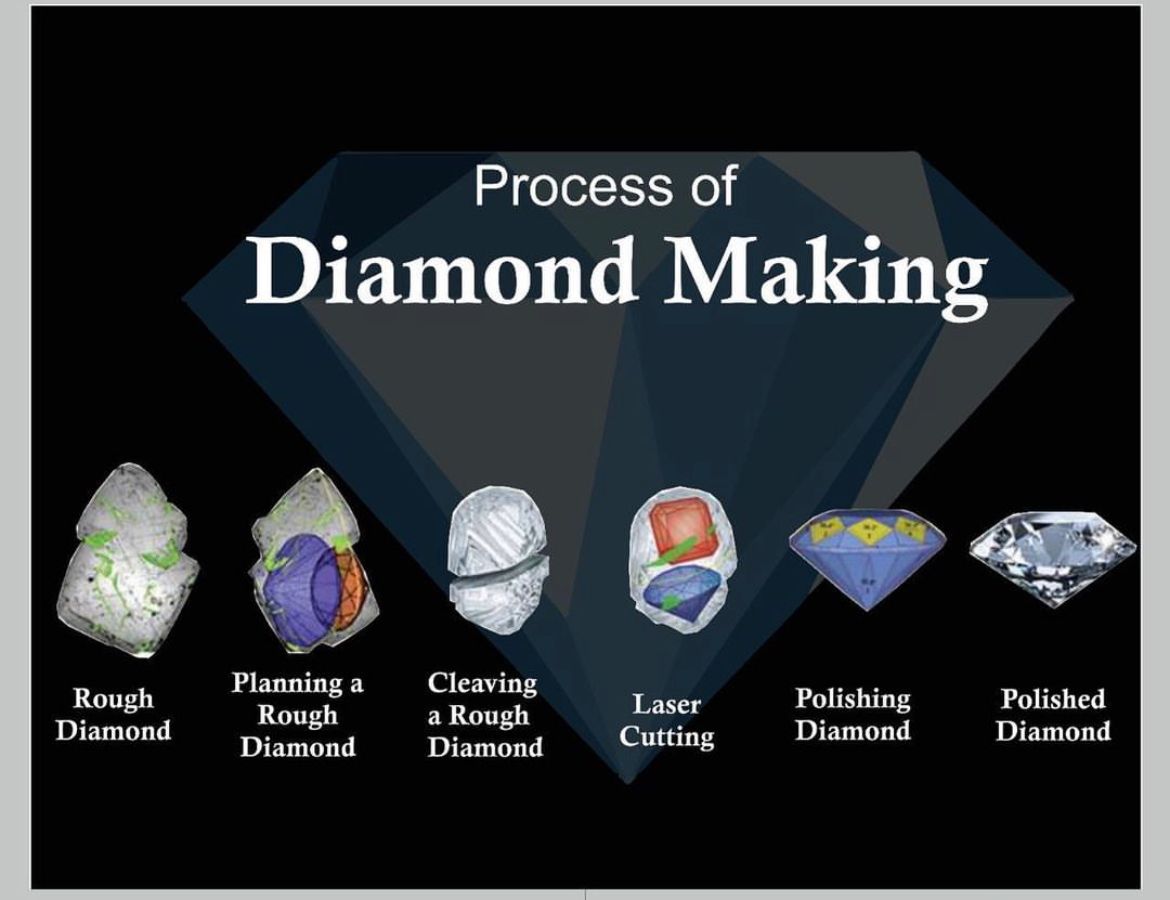 Process of
Diamond Making
Rough
Diamond
Planning a
Rough
Diamond
Cleaving
a Rough
Diamond
Laser
Cutting
Polishing
Diamond
Polished
Diamond